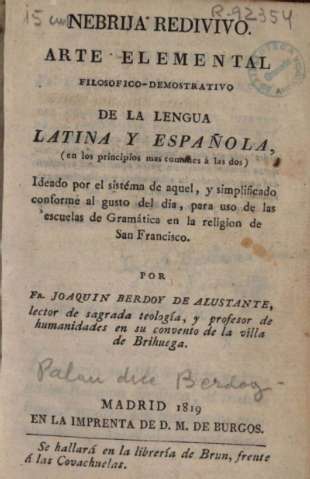 15 cm
R-92354
NEBRIJA REDIVIVO.
ARTE ELEMENTAL
FILOSOFICO-DEMOSTRATIVO
DE LA LENGUA
LATINA Y ESPAÑOLA,
(en los principios mas comunes á las dos)
Ideado por el sistéma de aquel, y simplificado
conforme al gusto del dia, para uso de las
escuelas de Gramática en la religion de
San Francisco.
POR
FR. JOAQUIN BERDOY DE ALUSTANTE,
lector de sagrada teología, y profesor de
humanidades en su convento de la villa
de Brihuega.
Palau dice Berdoy-
MADRID 1819
EN LA IMPRENTA DE D. M. DE BURGOS.
Se hallará en la librería de Brun, frente
á las Covachuelas.